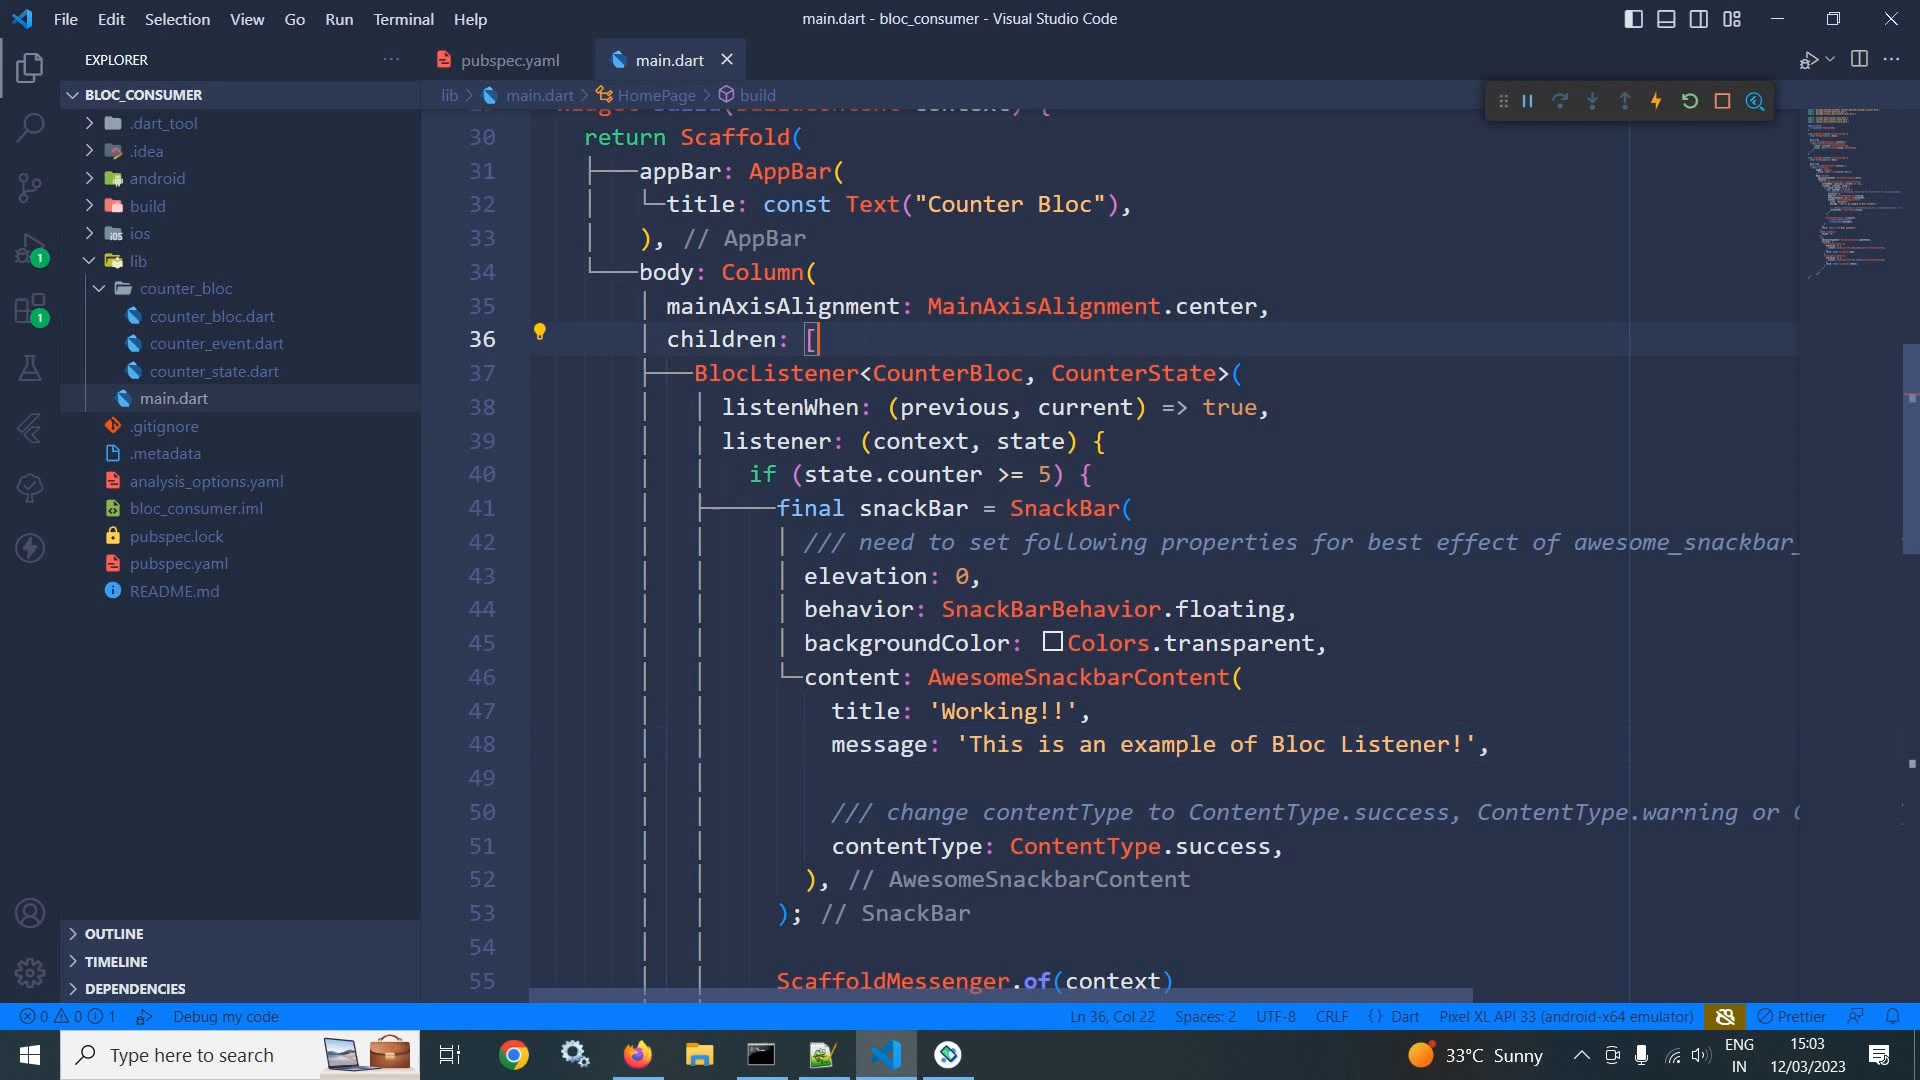 File Edit Selection View Go Run Terminal Help
main.dart - bloc_consumer - Visual Studio Code
EXPLORER
BLOC_CONSUMER
.dart_tool
.idea
android
build
ios
lib
counter_bloc
counter_bloc.dart
counter_event.dart
counter_state.dart
main.dart
.gitignore
.metadata
analysis_options.yaml
bloc_consumer.iml
pubspec.lock
pubspec.yaml
README.md
OUTLINE
TIMELINE
DEPENDENCIES
1
1
pubspec.yaml main.dart
lib > main.dart > HomePage > build
30 return Scaffold(
31 appBar: AppBar(
32 title: const Text("Counter Bloc"),
33 ), // AppBar
34 body: Column(
35 mainAxisAlignment: MainAxisAlignment.center,
36 children: [
37 BlocListener<CounterBloc, CounterState>(
38 listenWhen: (previous, current) => true,
39 listener: (context, state) {
40 if (state.counter >= 5) {
41 final snackBar = SnackBar(
42 /// need to set following properties for best effect of awesome_snackbar_
43 elevation: 0,
44 behavior: SnackBarBehavior.floating,
45 backgroundColor: Colors.transparent,
46 content: AwesomeSnackbarContent(
47 title: 'Working!!',
48 message: 'This is an example of Bloc Listener!',
49
50 /// change contentType to ContentType.success, ContentType.warning or
51 contentType: ContentType.success,
52 ), // AwesomeSnackbarContent
53 ); // SnackBar
54
55 ScaffoldMessenger.of(context)
0 0 1 Debug my code Ln 36, Col 22 Spaces: 2 UTF-8 CRLF {} Dart Pixel XL API 33 (android-x64 emulator) Prettier
Type here to search
33°C Sunny
ENG
IN
15:03
12/03/2023